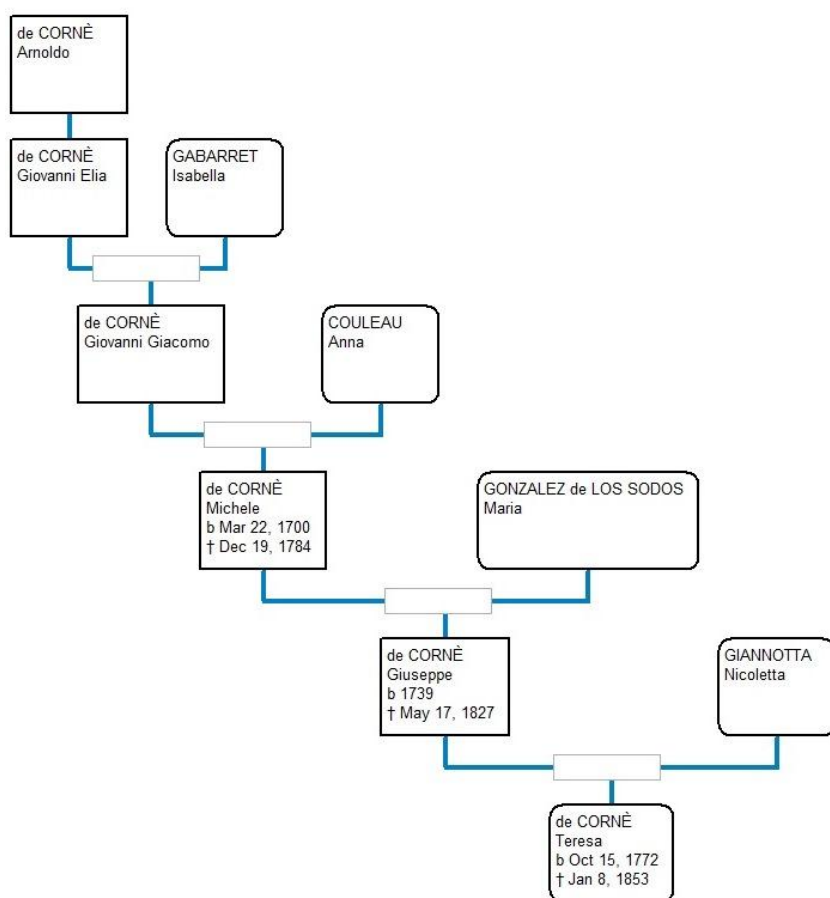 de CORNÈ
Arnoldo
de CORNÈ
Giovanni Elia
GABARRET
Isabella
de CORNÈ
Giovanni Giacomo
COULEAU
Anna
de CORNÈ
Michele
b Mar 22, 1700
† Dec 19, 1784
GONZALEZ de LOS SODOS
Maria
de CORNÈ
Giuseppe
b 1739
† May 17, 1827
GIANNOTTA
Nicoletta
de CORNÈ
Teresa
b Oct 15, 1772
† Jan 8, 1853